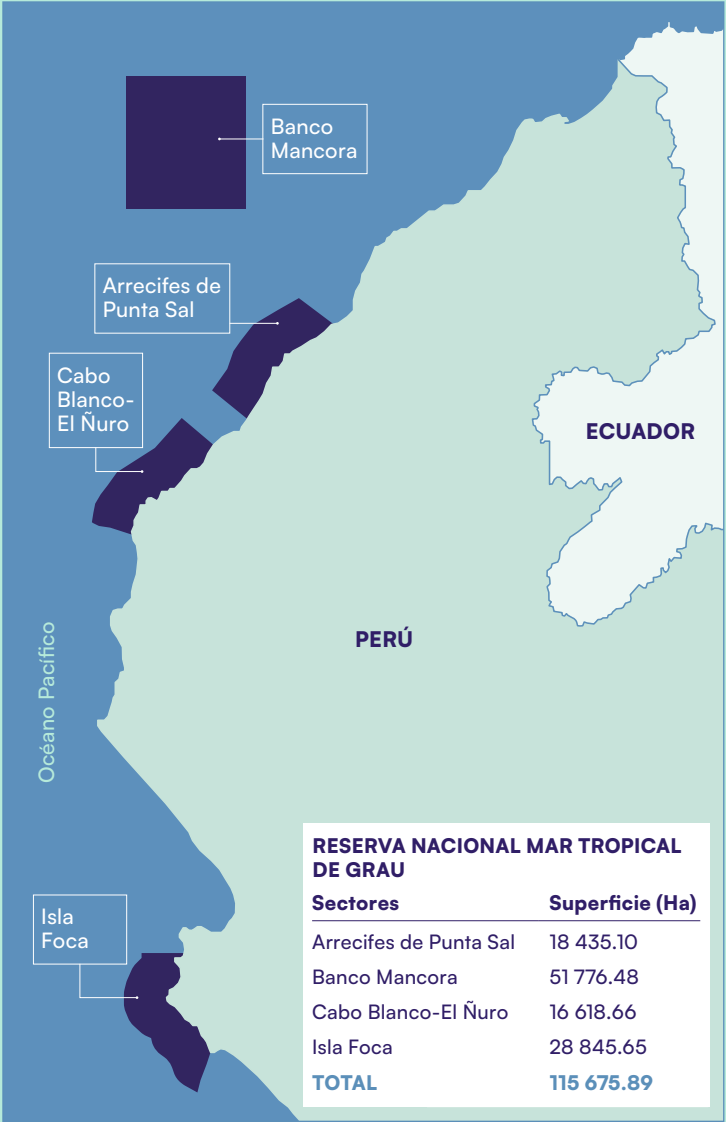 Banco
Mancora
Arrecifes de
Punta Sal
Cabo
Blanco-
El Ñuro
ECUADOR
PERÚ
Océano Pacífico
Isla
Foca
RESERVA NACIONAL MAR TROPICAL
DE GRAU
Sectores Superficie (Ha)
Arrecifes de Punta Sal 18 435.10
Banco Mancora 51 776.48
Cabo Blanco-El Ñuro 16 618.66
Isla Foca 28 845.65
TOTAL 115 675.89